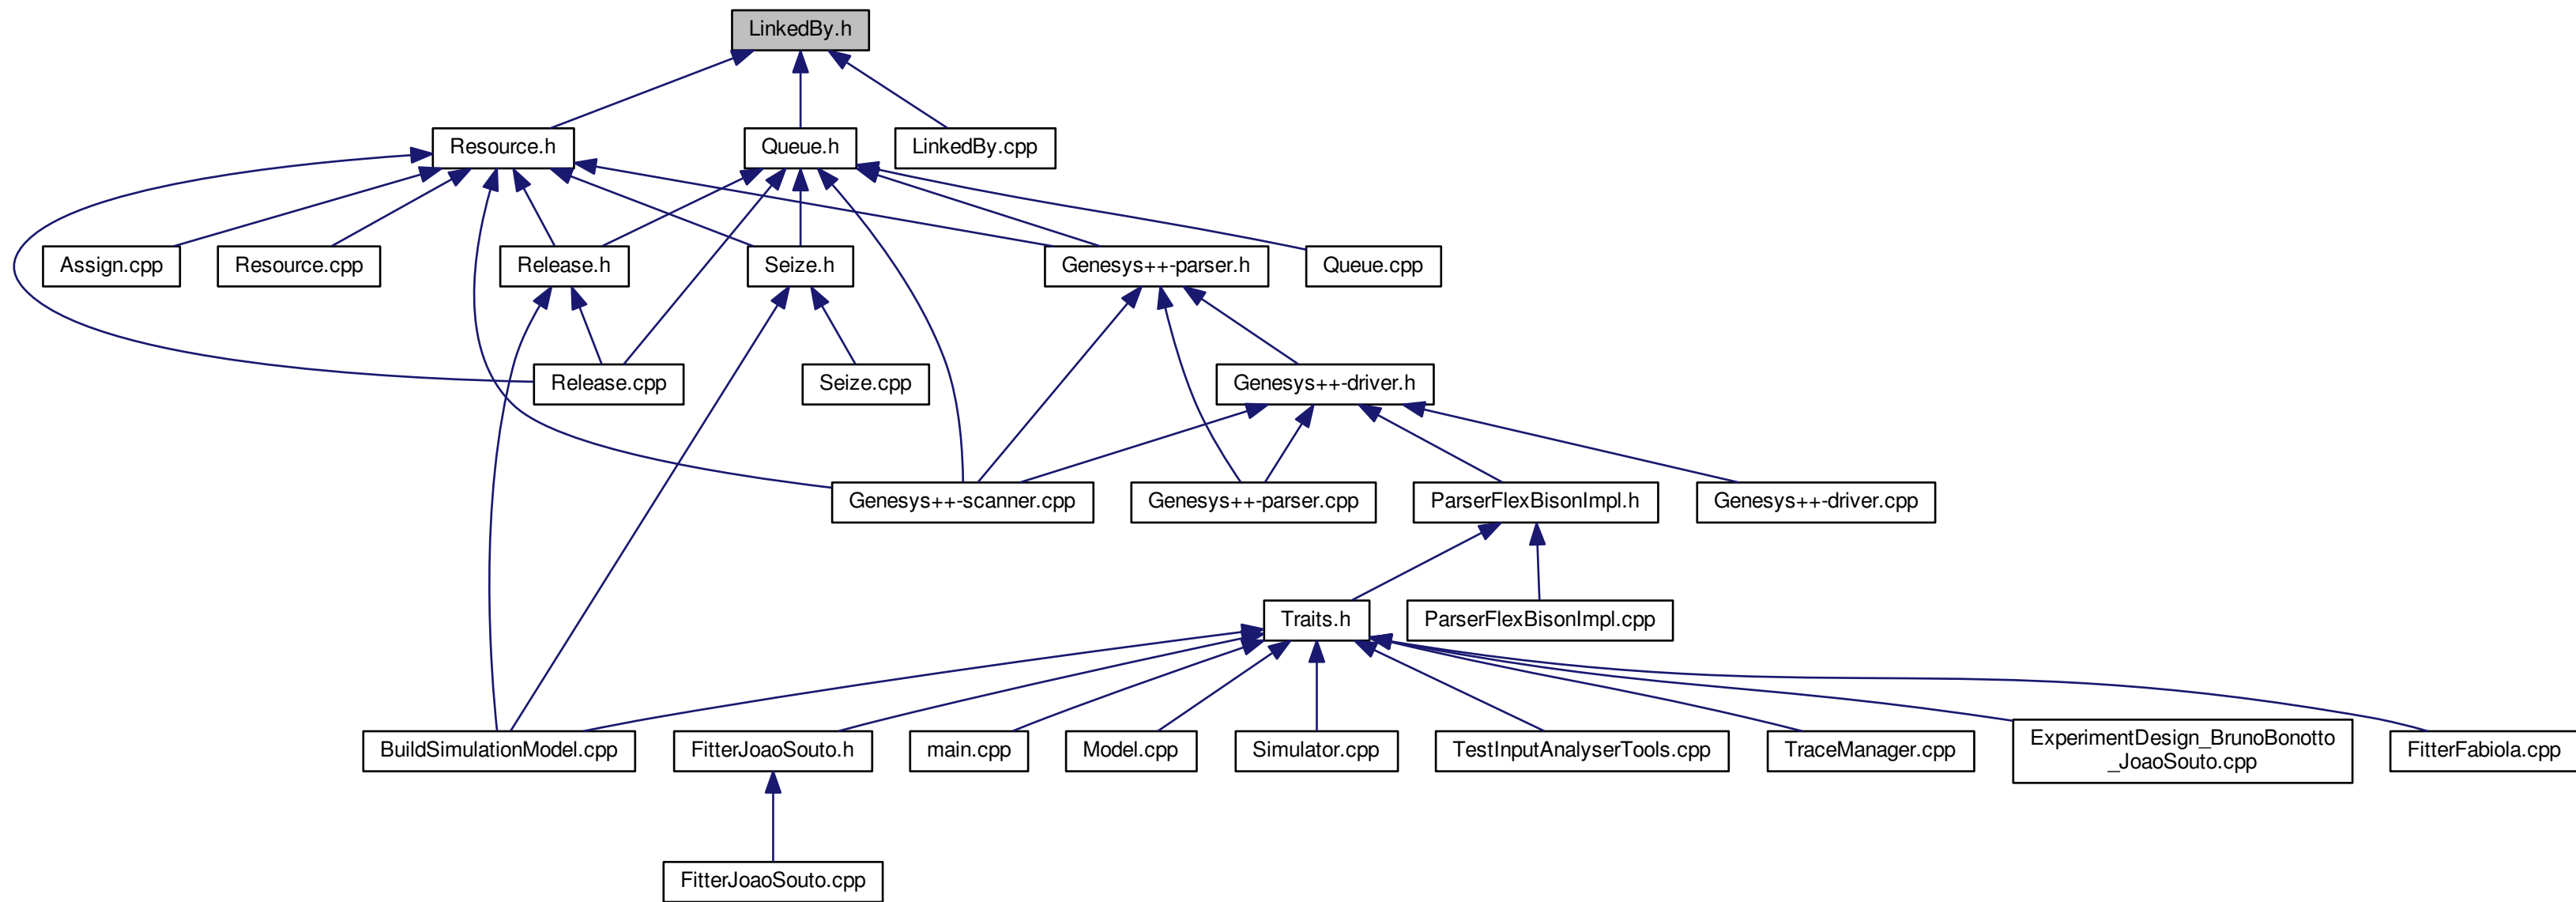 LinkedBy.h
Resource.h
Queue.h
LinkedBy.cpp
Assign.cpp
Resource.cpp
Release.h
Seize.h
Genesys++-parser.h
Queue.cpp
Release.cpp
Seize.cpp
Genesys++-driver.h
Genesys++-scanner.cpp
Genesys++-parser.cpp
ParserFlexBisonImpl.h
Genesys++-driver.cpp
Traits.h
ParserFlexBisonImpl.cpp
BuildSimulationModel.cpp
FitterJoaoSouto.h
main.cpp
Model.cpp
Simulator.cpp
TestInputAnalyserTools.cpp
TraceManager.cpp
ExperimentDesign_BrunoBonotto
_JoaoSouto.cpp
FitterFabiola.cpp
FitterJoaoSouto.cpp